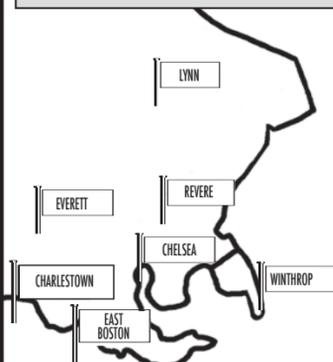 LYNN
REVERE
EVERETT
CHELSEA
CHARLESTOWN
WINTHROP
EAST
BOSTON